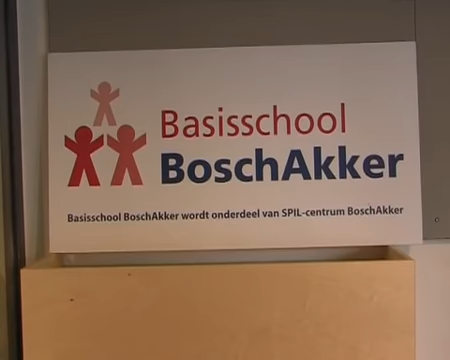 Basisschool
BoschAkker
Basisschool BoschAkker wordt onderdeel van SPIL-centrum BoschAkker